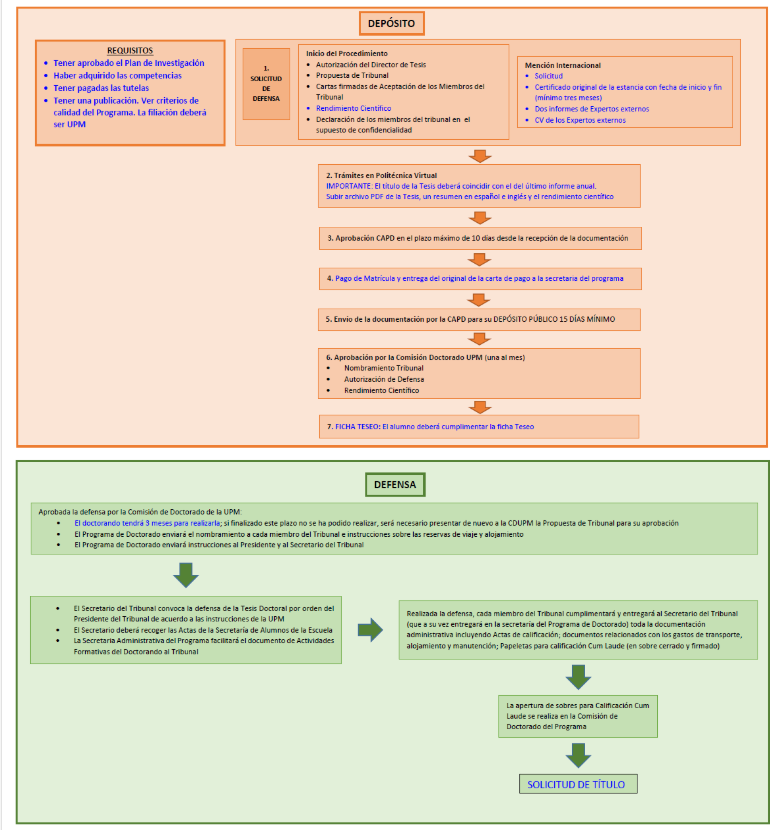 DEPÓSITO
REQUISITOS
• Tener aprobado el Plan de Investigación
• Haber adquirido las competencias
• Tener pagadas las tutelas
• Tener una publicación. Ver criterios de
calidad del Programa. La filiación deberá
ser UPM
1.
SOLICITUD
DE
DEFENSA
Inicio del Procedimiento
• Autorización del Director de Tesis
• Propuesta de Tribunal
• Cartas firmadas de Aceptación de los Miembros del
Tribunal
• Rendimiento Científico
• Declaración de los miembros del tribunal en el
supuesto de confidencialidad
Mención Internacional
• Solicitud
• Certificado original de la estancia con fecha de inicio y fin
(mínimo tres meses)
• Dos informes de Expertos externos
• CV de los Expertos externos
2. Trámites en Politécnica Virtual
IMPORTANTE: El título de la Tesis deberá coincidir con el del último informe anual.
Subir archivo PDF de la Tesis, un resumen en español e inglés y el rendimiento científico
3. Aprobación CAPD en el plazo máximo de 10 días desde la recepción de la documentación
4. Pago de Matrícula y entrega del original de la carta de pago a la secretaria del programa
5. Envío de la documentación por la CAPD para su DEPÓSITO PÚBLICO 15 DÍAS MÍNIMO
6. Aprobación por la Comisión Doctorado UPM (una al mes)
• Nombramiento Tribunal
• Autorización de Defensa
• Rendimiento Científico
7. FICHA TESEO: El alumno deberá cumplimentar la ficha Teseo
DEFENSA
Aprobada la defensa por la Comisión de Doctorado de la UPM:
• El doctorando tendrá 3 meses para realizarla; si finalizado este plazo no se ha podido realizar, será necesario presentar de nuevo a la CDUPM la Propuesta de Tribunal para su aprobación
• El Programa de Doctorado enviará el nombramiento a cada miembro del Tribunal e instrucciones sobre las reservas de viaje y alojamiento
• El Programa de Doctorado enviará instrucciones al Presidente y al Secretario del Tribunal
• El Secretario del Tribunal convoca la defensa de la Tesis Doctoral por orden del
Presidente del Tribunal de acuerdo a las instrucciones de la UPM
• El Secretario deberá recoger las Actas de la Secretaría de Alumnos de la Escuela
• La Secretaria Administrativa del Programa facilitará el documento de Actividades
Formativas del Doctorando al Tribunal
Realizada la defensa, cada miembro del Tribunal cumplimentará y entregará al Secretario del Tribunal
(que a su vez entregará en la secretaría del Programa de Doctorado) toda la documentación
administrativa incluyendo Actas de calificación; documentos relacionados con los gastos de transporte,
alojamiento y manutención; Papeletas para calificación Cum Laude (en sobre cerrado y firmado)
La apertura de sobres para Calificación Cum
Laude se realiza en la Comisión de
Doctorado del Programa
SOLICITUD DE TÍTULO